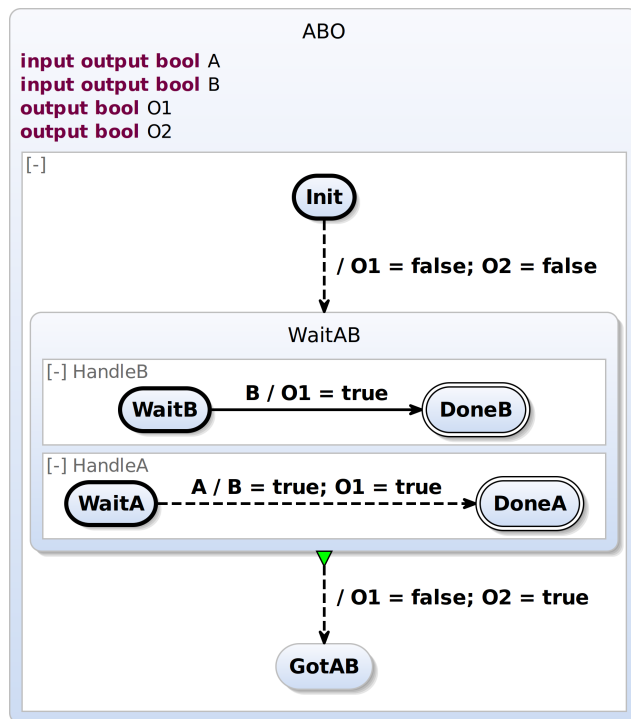 ABO
input output bool A
input output bool B
output bool O1
output bool O2
[-]
Init
/ O1 = false; O2 = false
WaitAB
[-] HandleB
B / O1 = true
WaitB
DoneB
[-] HandleA
A / B = true; O1 = true
WaitA
DoneA
/ O1 = false; O2 = true
GotAB